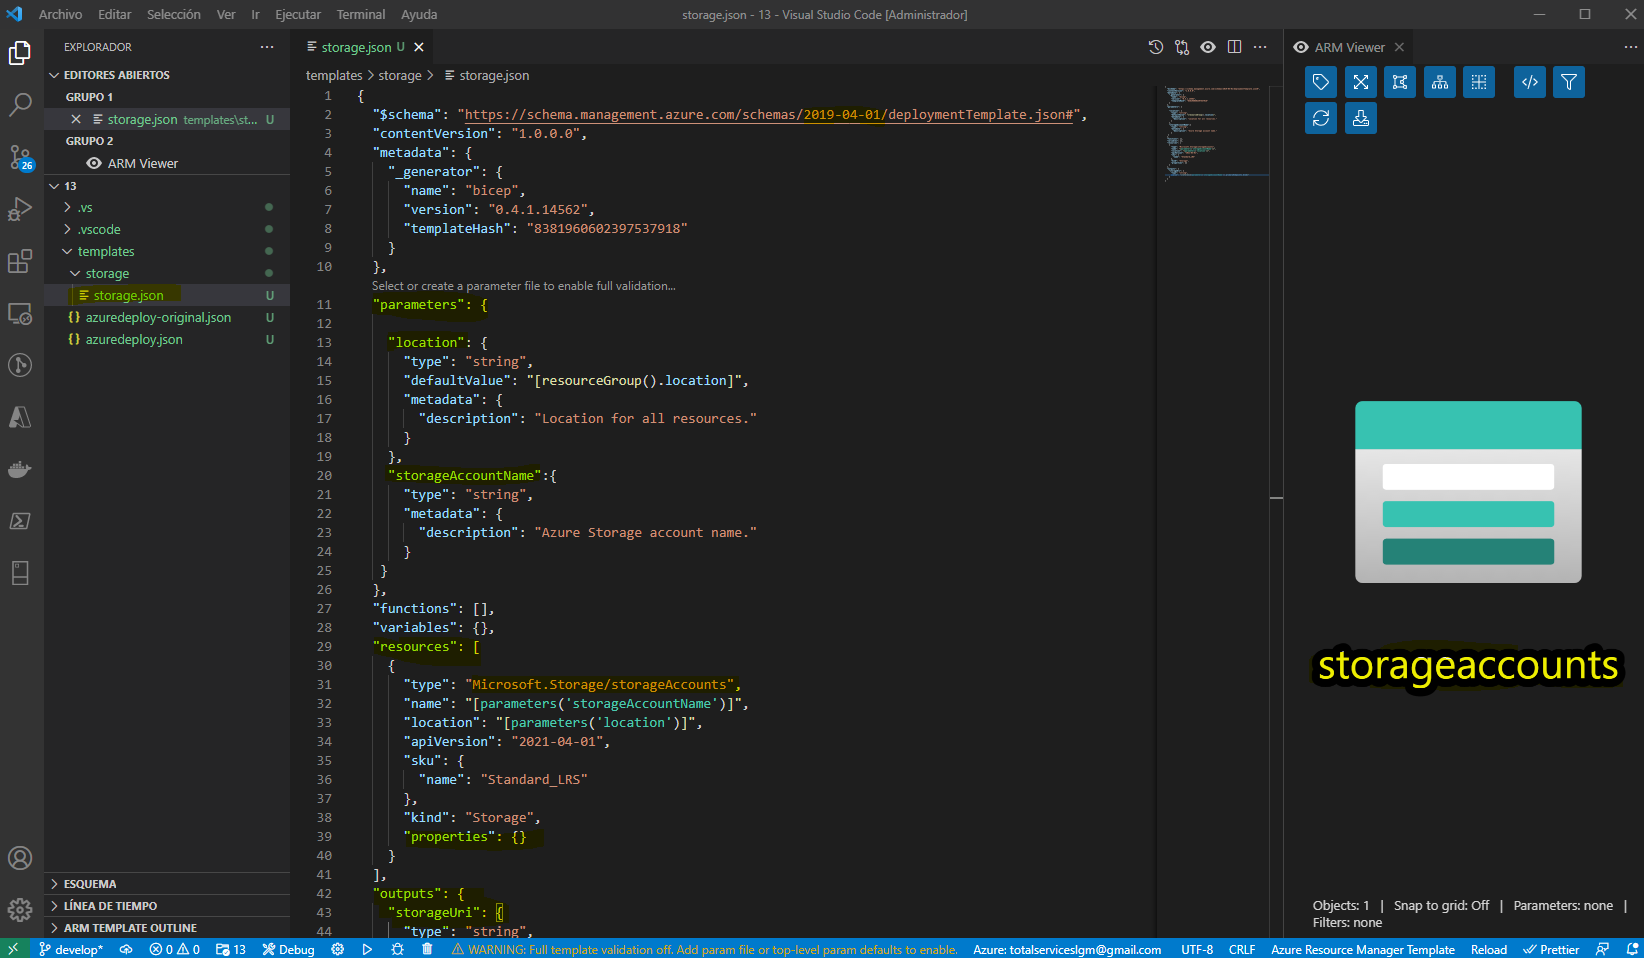 Archivo Editar Selección Ver Ir Ejecutar Terminal Ayuda
storage.json - 13 - Visual Studio Code [Administrador]
EXPLORADOR
EDITORES ABIERTOS
GRUPO 1
storage.json templates\st... U
GRUPO 2
ARM Viewer
13
.vs
.vscode
templates
storage
storage.json U
azuredeploy-original.json U
azuredeploy.json U
ESQUEMA
LÍNEA DE TIEMPO
ARM TEMPLATE OUTLINE
26
storage.json U
templates > storage > storage.json
1 {
2 "$schema": "https://schema.management.azure.com/schemas/2019-04-01/deploymentTemplate.json#",
3 "contentVersion": "1.0.0.0",
4 "metadata": {
5 "_generator": {
6 "name": "bicep",
7 "version": "0.4.1.14562",
8 "templateHash": "8381960602397537918"
9 }
10 },
Select or create a parameter file to enable full validation...
11 "parameters": {
12
13 "location": {
14 "type": "string",
15 "defaultValue": "[resourceGroup().location]",
16 "metadata": {
17 "description": "Location for all resources."
18 }
19 },
20 "storageAccountName":{
21 "type": "string",
22 "metadata": {
23 "description": "Azure Storage account name."
24 }
25 }
26 },
27 "functions": [],
28 "variables": {},
29 "resources": [
30 {
31 "type": "Microsoft.Storage/storageAccounts",
32 "name": "[parameters('storageAccountName')]",
33 "location": "[parameters('location')]",
34 "apiVersion": "2021-04-01",
35 "sku": {
36 "name": "Standard_LRS"
37 },
38 "kind": "Storage",
39 "properties": {}
40 }
41 ],
42 "outputs": {
43 "storageUri": {
44 "type": "string",
ARM Viewer
storageaccounts
Objects: 1 | Snap to grid: Off | Parameters: none |
Filters: none
develop* 0 0 13 Debug WARNING: Full template validation off. Add param file or top-level param defaults to enable. Azure: totalserviceslgm@gmail.com UTF-8 CRLF Azure Resource Manager Template Reload Prettier